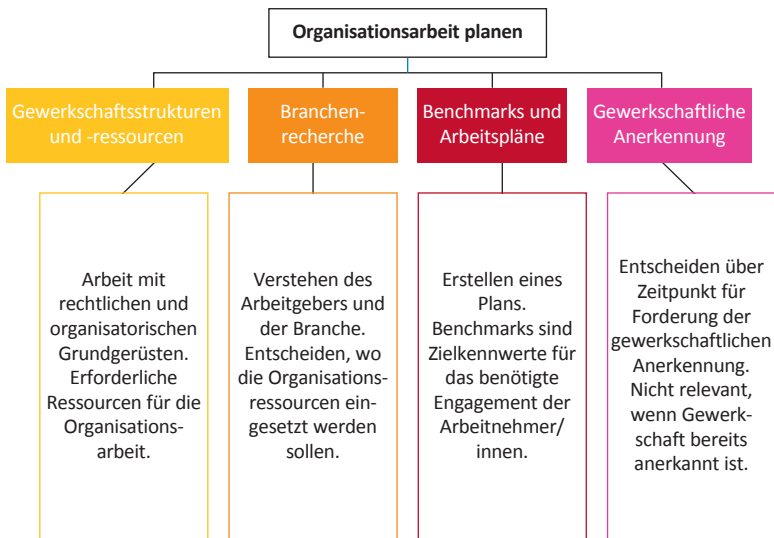 Organisationsarbeit planen
Gewerkschaftsstrukturen
und -ressourcen
Branchen-
recherche
Benchmarks und
Arbeitspläne
Gewerkschaftliche
Anerkennung
Arbeit mit
rechtlichen und
organisatorischen
Grundgerüsten.
Erforderliche
Ressourcen für die
Organisations-
arbeit.
Verstehen des
Arbeitgebers und
der Branche.
Entscheiden, wo
die Organisations-
ressourcen ein-
gesetzt werden
sollen.
Erstellen eines
Plans.
Benchmarks sind
Zielkennwerte für
das benötigte
Engagement der
Arbeitnehmer/
innen.
Entscheiden über
Zeitpunkt für
Forderung der
gewerkschaftlichen
Anerkennung.
Nicht relevant,
wenn Gewerk-
schaft bereits
anerkannt ist.